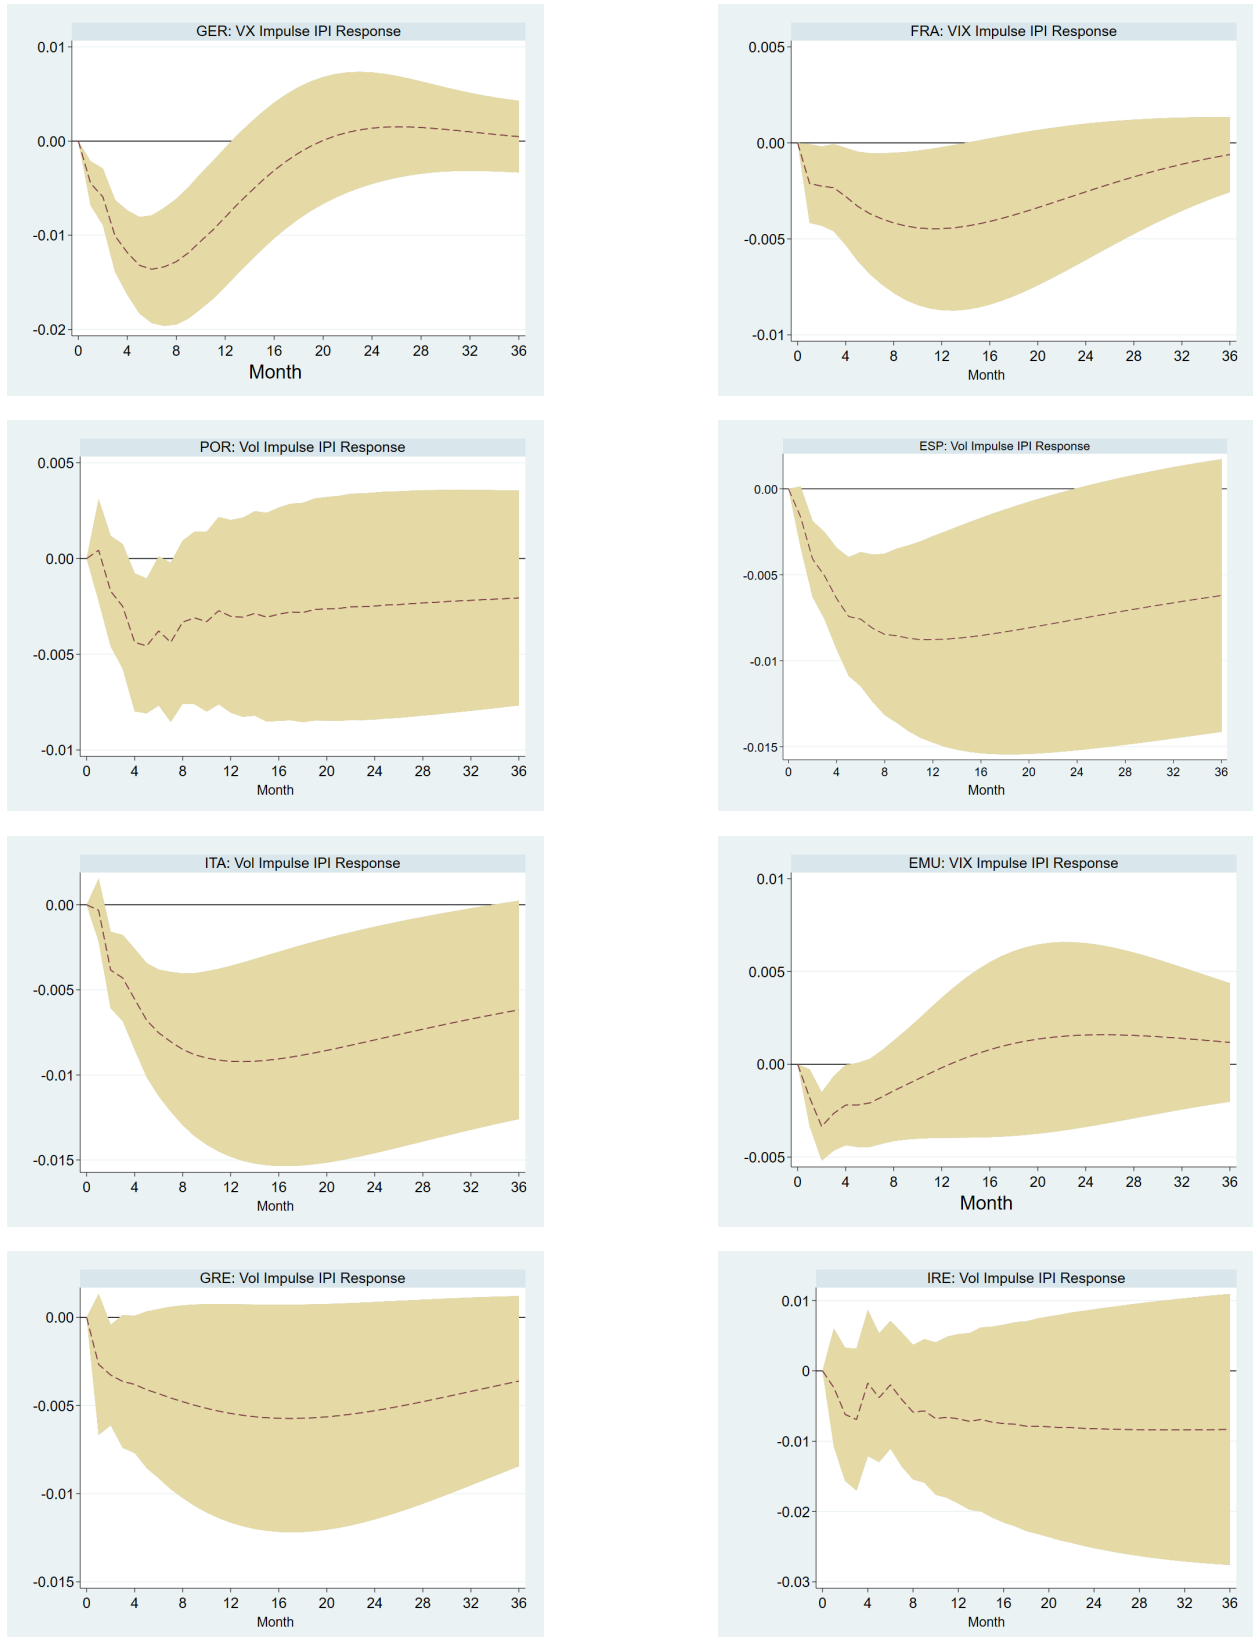 GER: VX Impulse IPI Response
0.01
0.00
-0.01
-0.02
0 4 8 12 16 20 24 28 32 36
Month
FRA: VIX Impulse IPI Response
0.005
0.00
-0.005
-0.01
0 4 8 12 16 20 24 28 32 36
Month
POR: Vol Impulse IPI Response
0.005
0.00
-0.005
-0.01
0 4 8 12 16 20 24 28 32 36
Month
ESP: Vol Impulse IPI Response
0.00
-0.005
-0.01
-0.015
0 4 8 12 16 20 24 28 32 36
Month
ITA: Vol Impulse IPI Response
0.00
-0.005
-0.01
-0.015
0 4 8 12 16 20 24 28 32 36
Month
EMU: VIX Impulse IPI Response
0.01
0.005
0.00
-0.005
0 4 8 12 16 20 24 28 32 36
Month
GRE: Vol Impulse IPI Response
0.00
-0.005
-0.01
-0.015
0 4 8 12 16 20 24 28 32 36
Month
IRE: Vol Impulse IPI Response
0.01
0
-0.01
-0.02
-0.03
0 4 8 12 16 20 24 28 32 36
Month